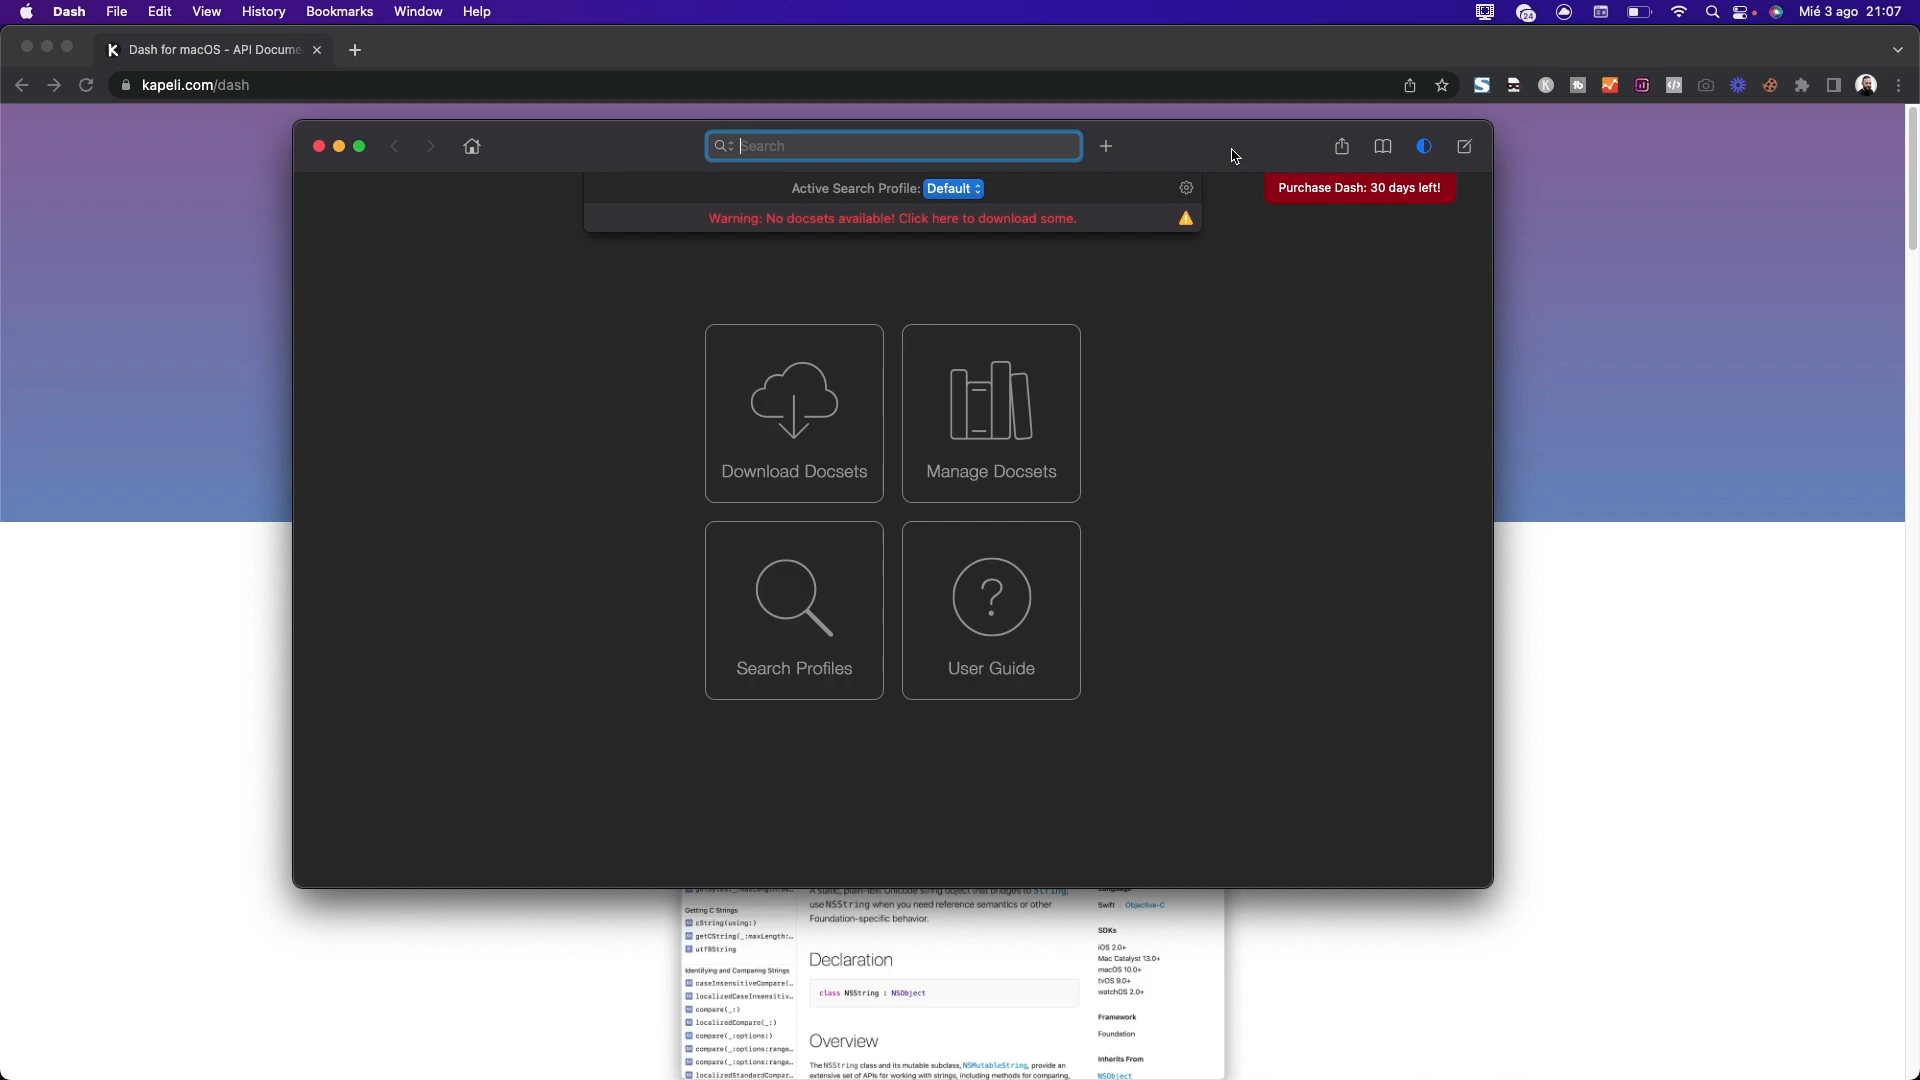 Dash File Edit View History Bookmarks Window Help
24
Mié 3 ago 21:07
K Dash for macOS - API Docume
kapeli.com/dash
Search
Active Search Profile: Default
Purchase Dash: 30 days left!
Warning: No docsets available! Click here to download some.
Download Docsets
Manage Docsets
Search Profiles
User Guide
Getting C Strings
cString(using:)
getCString(_:maxLength:…
utf8String
Identifying and Comparing Strings
caseInsensitiveCompare(…
localizedCaseInsensitiv…
compare(_:)
localizedCompare(_:)
compare(_:options:)
compare(_:options:range…
compare(_:options:range…
localizedStandardCompar…
A static, plain-text Unicode string object that bridges to String;
use NSString when you need reference semantics or other
Foundation-specific behavior.
Declaration
class NSString : NSObject
Overview
The NSString class and its mutable subclass, NSMutableString, provide an
extensive set of APIs for working with strings, including methods for comparing,
Language
Swift Objective-C
SDKs
iOS 2.0+
Mac Catalyst 13.0+
macOS 10.0+
tvOS 9.0+
watchOS 2.0+
Framework
Foundation
Inherits From
NSObject